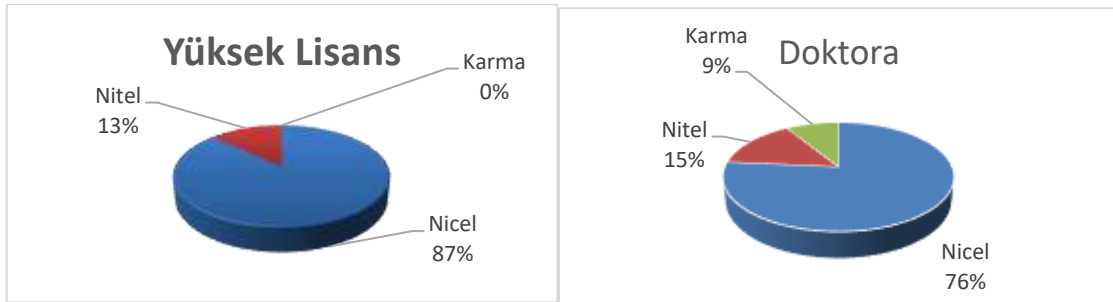 Yüksek Lisans
Karma
0%
Nitel
13%
Nicel
87%
Doktora
Karma
9%
Nitel
15%
Nicel
76%